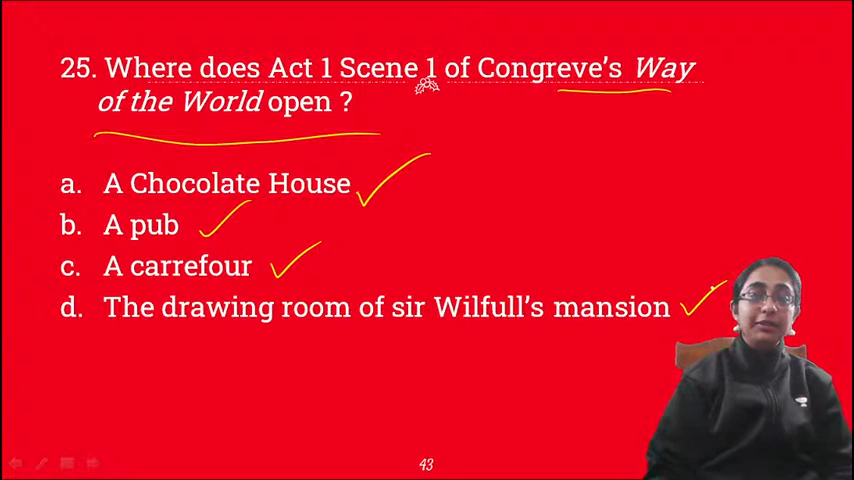 25. Where does Act 1 Scene 1 of Congreve's Way
of the World open ?
a. A Chocolate House
b. A pub
c. A carrefour
d. The drawing room of sir Wilfull's mansion
43